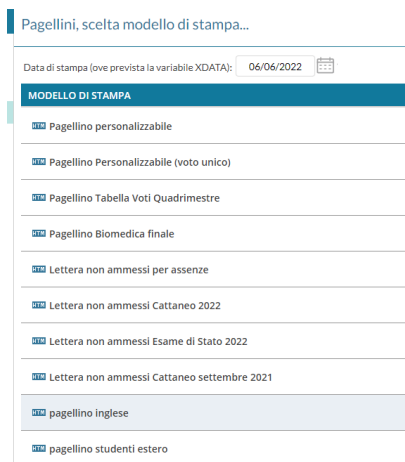 Pagellini, scelta modello di stampa...
Data di stampa (ove prevista la variabile XDATA): 06/06/2022
MODELLO DI STAMPA
HTM Pagellino personalizzabile
HTM Pagellino Personalizzabile (voto unico)
HTM Pagellino Tabella Voti Quadrimestre
HTM Pagellino Biomedica finale
HTM Lettera non ammessi per assenze
HTM Lettera non ammessi Cattaneo 2022
HTM Lettera non ammessi Esame di Stato 2022
HTM Lettera non ammessi Cattaneo settembre 2021
HTM pagellino inglese
HTM pagellino studenti estero